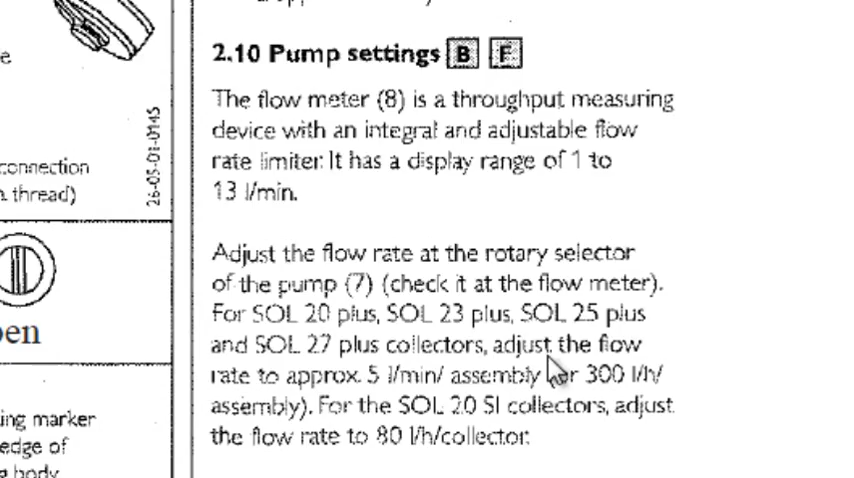 e
connection
thread)
26-05-01-0145
pen
ing marker
edge of
body
2.10 Pump settings B F
The flow meter (8) is a throughput measuring
device with an integral and adjustable flow
rate limiter. It has a display range of 1 to
13 l/min.
Adjust the flow rate at the rotary selector
of the pump (7) (check it at the flow meter).
For SOL 20 plus, SOL 23 plus, SOL 25 plus
and SOL 27 plus collectors, adjust the flow
rate to approx. 5 l/min/ assembly 300 l/h/
assembly). For the SOL 20 SI collectors, adjust
the flow rate to 80 l/h/collector.